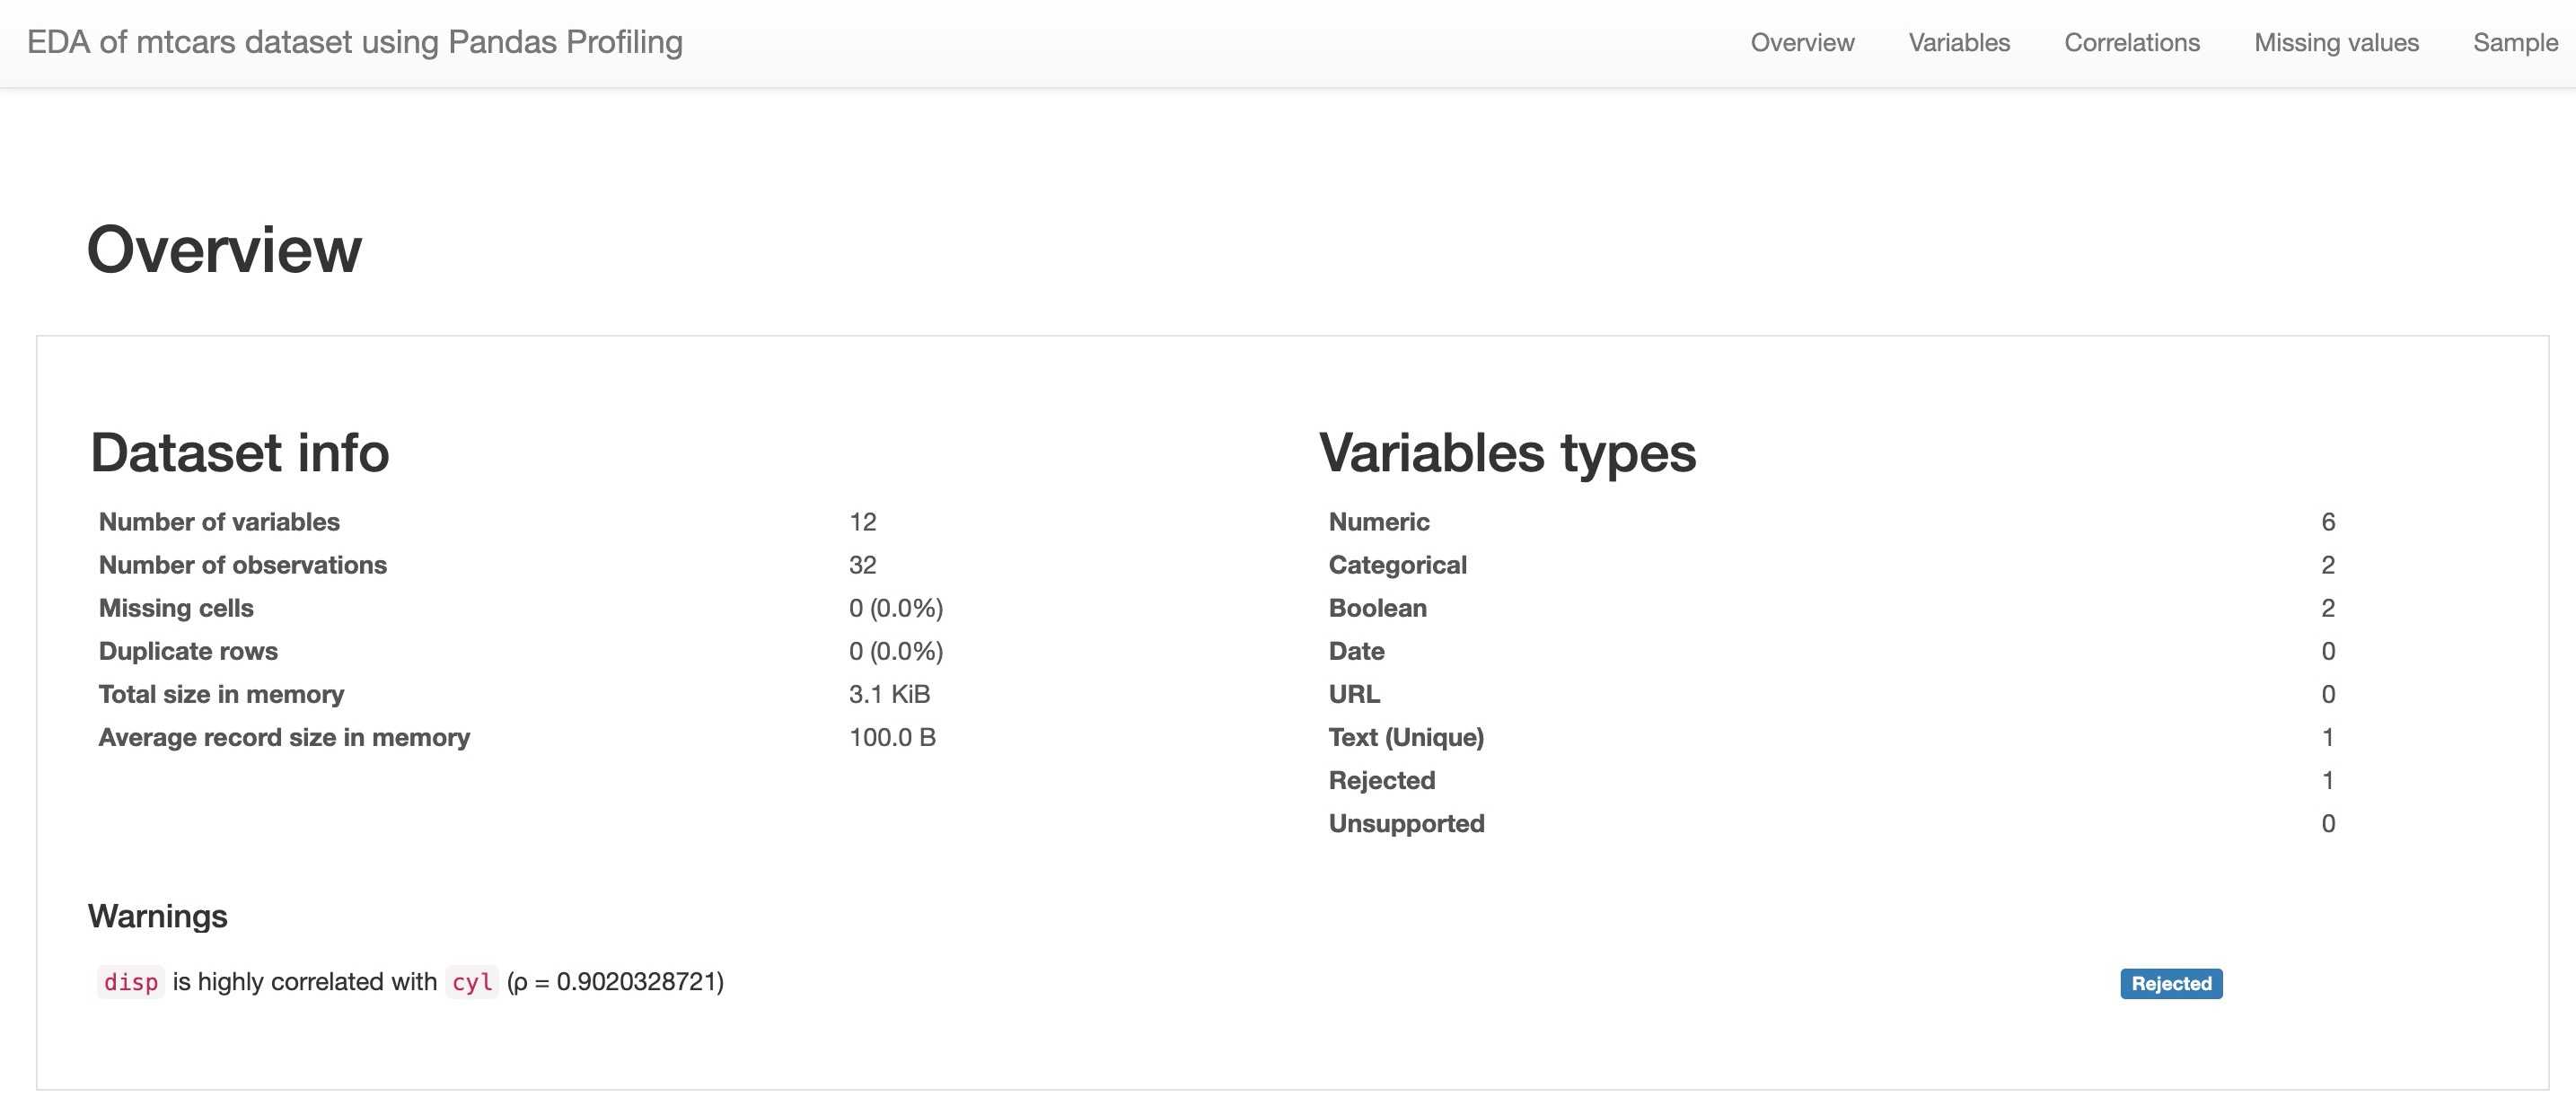 EDA of mtcars dataset using Pandas Profiling Overview Variables Correlations Missing values Sample
Overview
Dataset info
Number of variables 12
Number of observations 32
Missing cells 0 (0.0%)
Duplicate rows 0 (0.0%)
Total size in memory 3.1 KiB
Average record size in memory 100.0 B
Variables types
Numeric 6
Categorical 2
Boolean 2
Date 0
URL 0
Text (Unique) 1
Rejected 1
Unsupported 0
Warnings
disp is highly correlated with cyl (ρ = 0.9020328721) Rejected